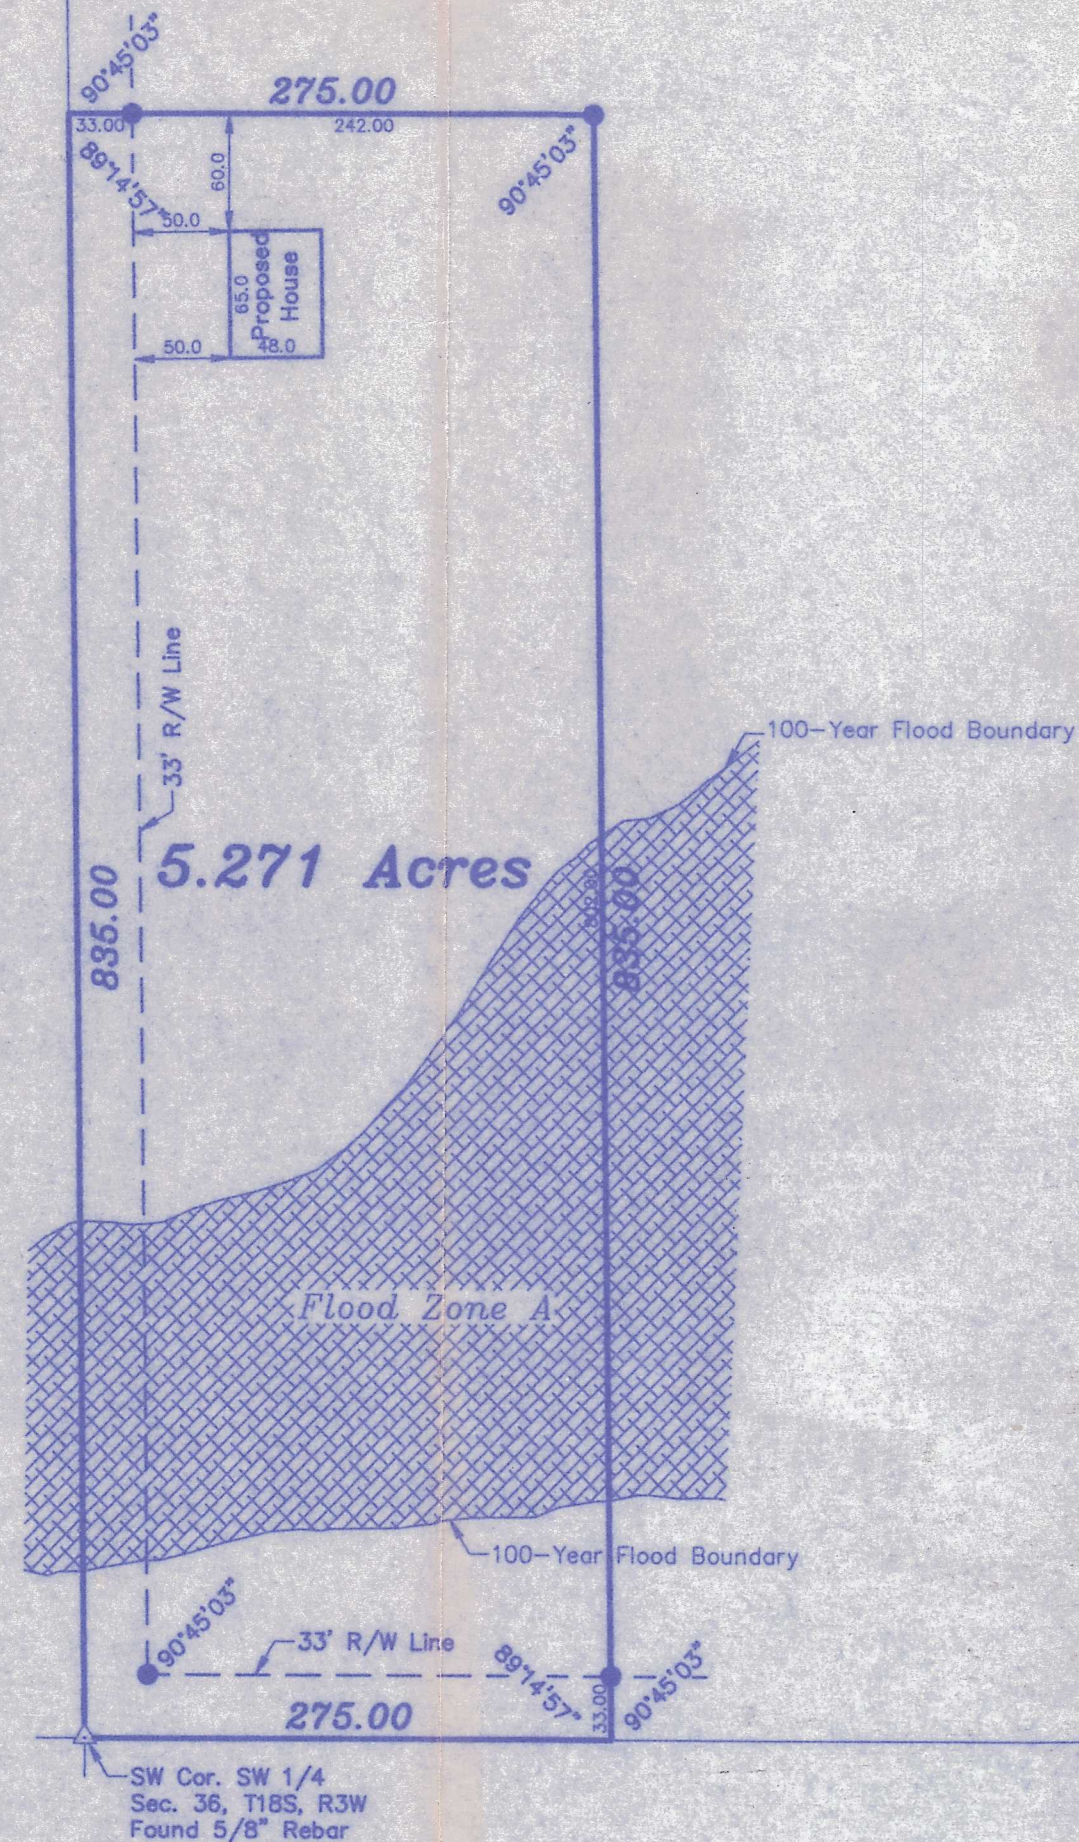 90°45'03"
275.00
33.00
242.00
89°14'57"
90°45'03"
60.0
50.0
65.0
Proposed
House
50.0
48.0
33' R/W Line
100-Year Flood Boundary
5.271 Acres
835.00
802.00
835.00
Flood Zone A
100-Year Flood Boundary
90°45'03"
33' R/W Line
89°14'57"
33.00
90°45'03"
275.00
SW Cor. SW 1/4
Sec. 36, T18S, R3W
Found 5/8" Rebar